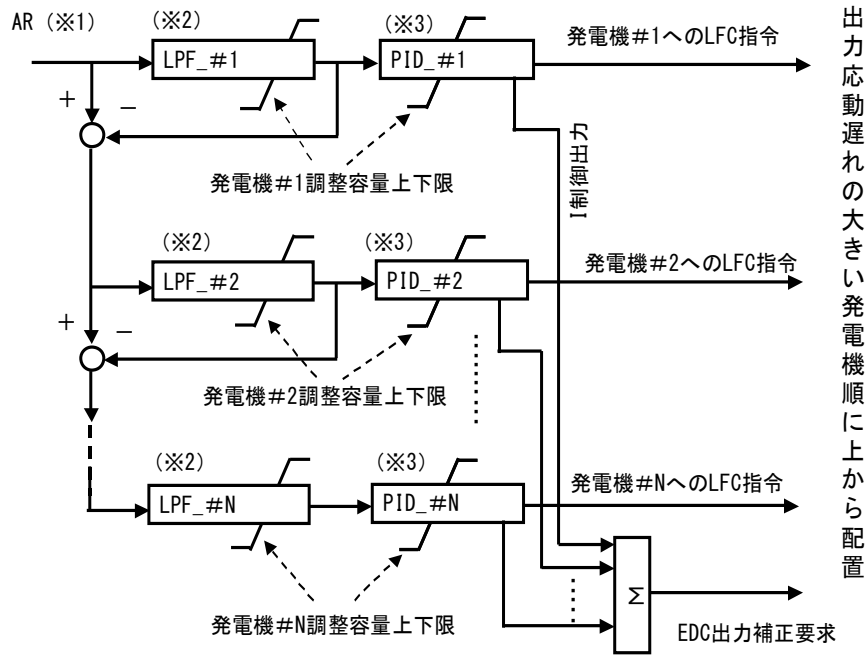 AR（※1）
（※2）
（※3）
LPF_#1
PID_#1
発電機#1へのLFC指令
＋
－
発電機#1調整容量上下限
I制御出力
（※2）
（※3）
LPF_#2
PID_#2
発電機#2へのLFC指令
＋
－
発電機#2調整容量上下限
（※2）
（※3）
LPF_#N
PID_#N
発電機#NへのLFC指令
発電機#N調整容量上下限
Σ
EDC出力補正要求
出力応動遅れの大きい発電機順に上から配置